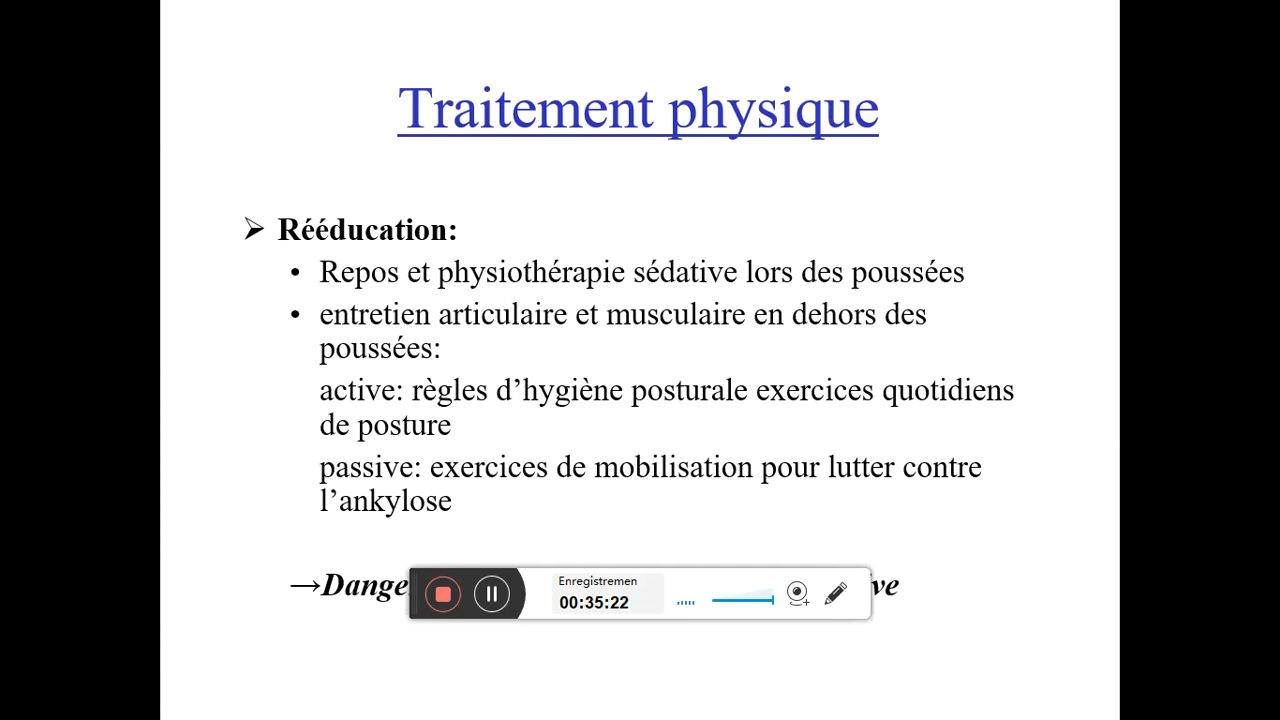 Traitement physique
➢ Rééducation:
• Repos et physiothérapie sédative lors des poussées
• entretien articulaire et musculaire en dehors des
poussées:
active: règles d’hygiène posturale exercices quotidiens
de posture
passive: exercices de mobilisation pour lutter contre
l’ankylose
→
Enregistremen
00:35:22